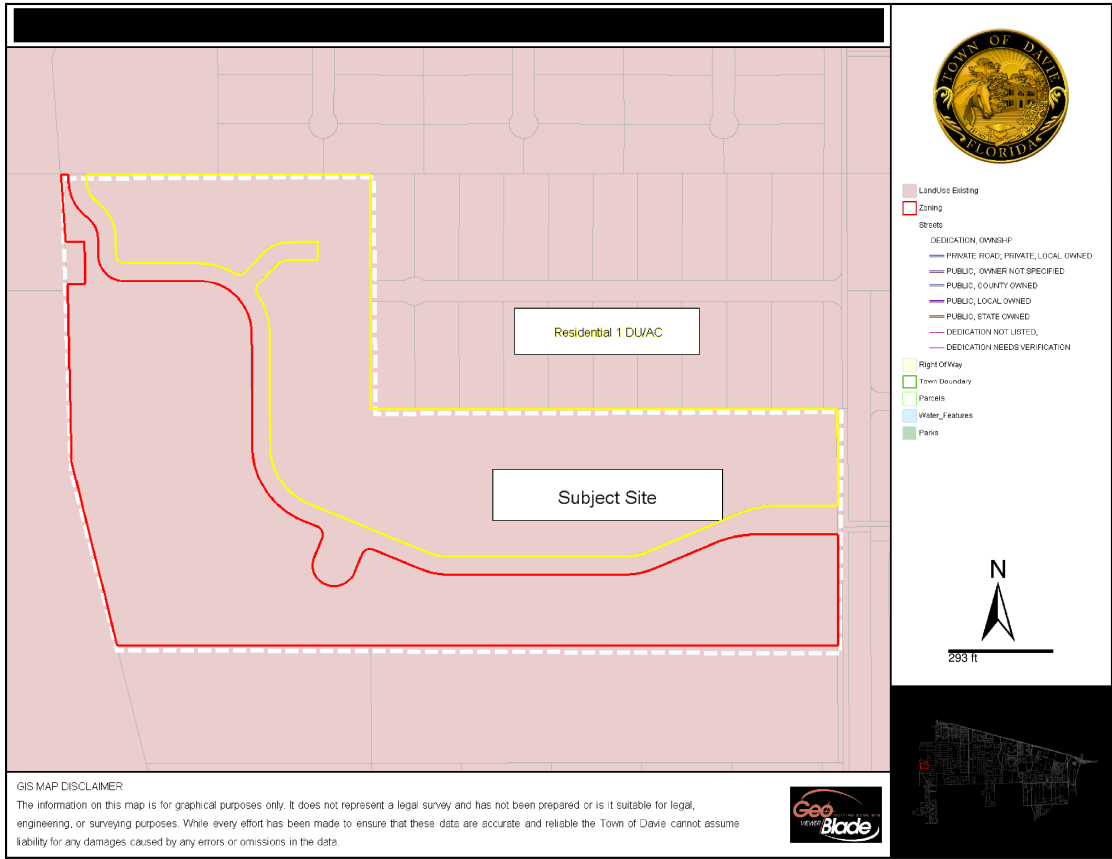 TOWN OF DAVIE
FLORIDA
LandUse Existing
Zoning
Streets
DEDICATION, OWNSHP
PRIVATE ROAD; PRIVATE, LOCAL OWNED
PUBLIC, OWNER NOT SPECIFIED
PUBLIC, COUNTY OWNED
PUBLIC, LOCAL OWNED
PUBLIC, STATE OWNED
DEDICATION NOT LISTED,
DEDICATION NEEDS VERIFICATION
Right Of Way
Town Boundary
Parcels
Water_Features
Parks
Residential 1 DU/AC
Subject Site
N
293 ft
GIS MAP DISCLAIMER
The information on this map is for graphical purposes only. It does not represent a legal survey and has not been prepared or is it suitable for legal,
engineering, or surveying purposes. While every effort has been made to ensure that these data are accurate and reliable the Town of Davie cannot assume
liability for any damages caused by any errors or omissions in the data.
Geo
VIEWER Blade